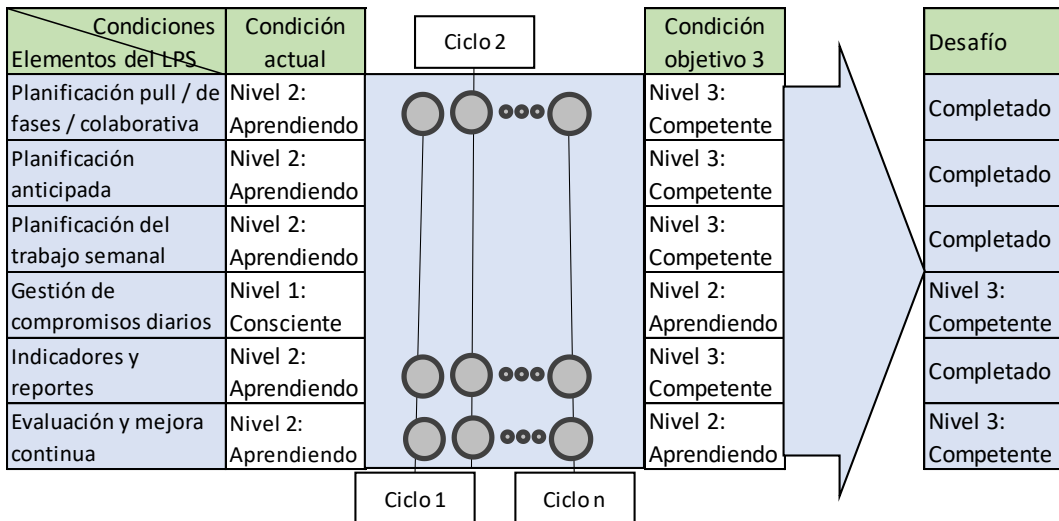 Condiciones
Elementos del LPS
Condición
actual
Ciclo 2
Condición
objetivo 3
Desafío
Planificación pull / de
fases / colaborativa
Nivel 2:
Aprendiendo
Nivel 3:
Competente
Completado
Planificación
anticipada
Nivel 2:
Aprendiendo
Nivel 3:
Competente
Completado
Planificación del
trabajo semanal
Nivel 2:
Aprendiendo
Nivel 3:
Competente
Completado
Gestión de
compromisos diarios
Nivel 1:
Consciente
Nivel 2:
Aprendiendo
Nivel 3:
Competente
Indicadores y
reportes
Nivel 2:
Aprendiendo
Nivel 3:
Competente
Completado
Evaluación y mejora
continua
Nivel 2:
Aprendiendo
Nivel 2:
Aprendiendo
Nivel 3:
Competente
Ciclo 1
Ciclo n